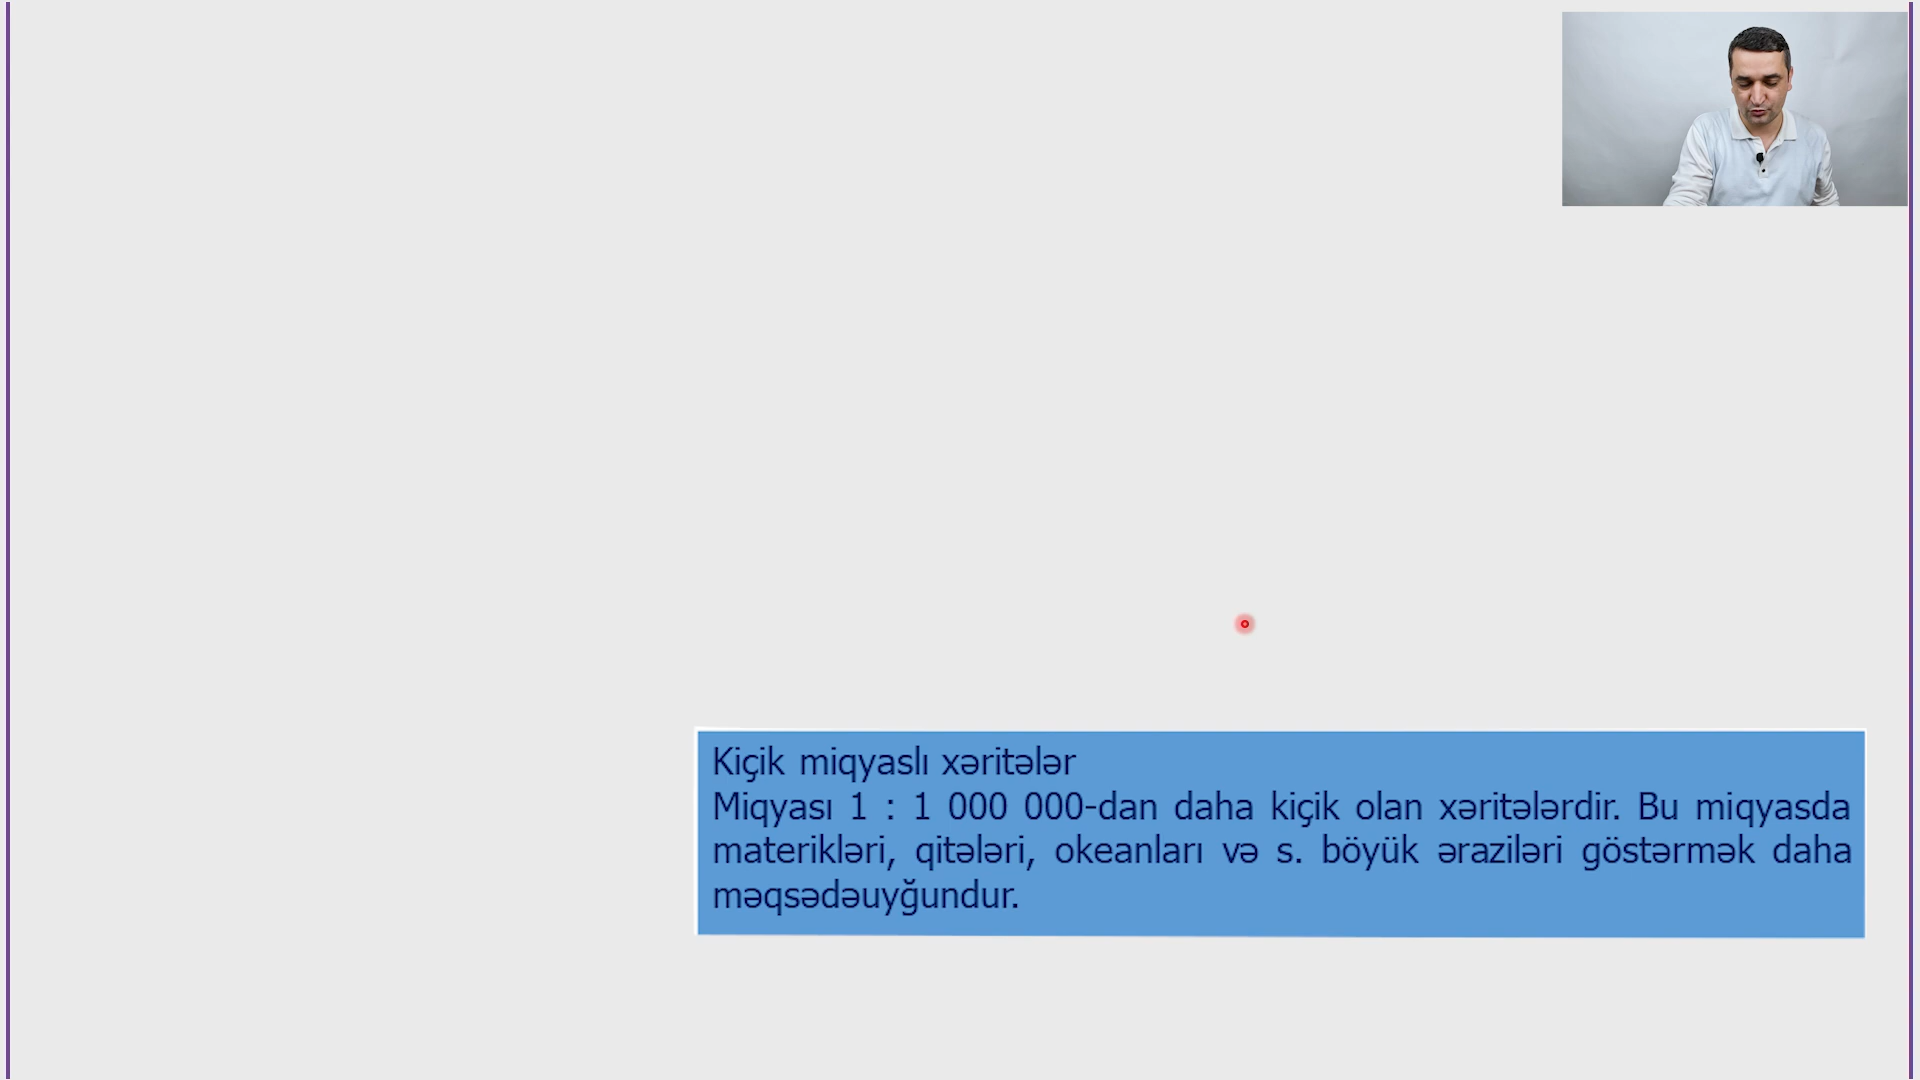 Kiçik miqyaslı xəritələr
Miqyası 1 : 1 000 000-dan daha kiçik olan xəritələrdir. Bu miqyasda
materikləri, qitələri, okeanları və s. böyük əraziləri göstərmək daha
məqsədəuyğundur.